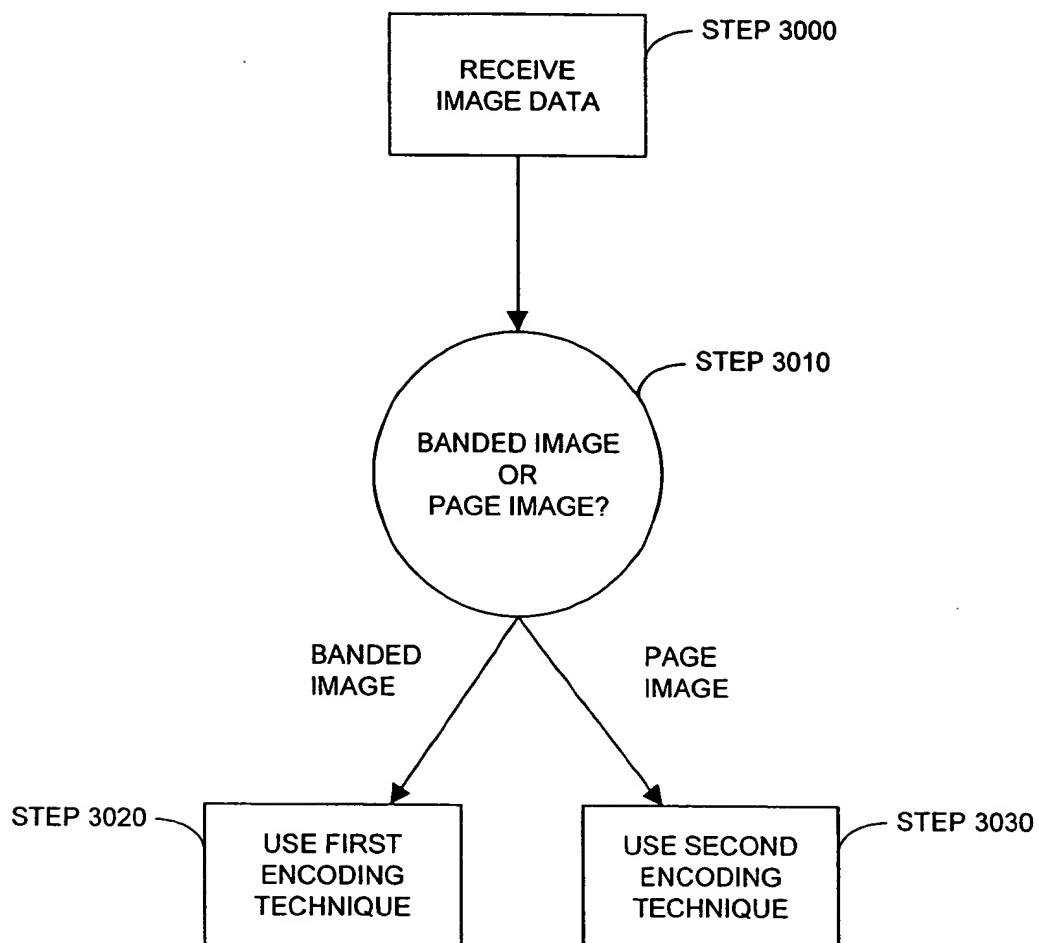 STEP 3000
RECEIVE
IMAGE DATA
STEP 3010
BANDED IMAGE
OR
PAGE IMAGE?
BANDED
IMAGE
PAGE
IMAGE
STEP 3020
USE FIRST
ENCODING
TECHNIQUE
USE SECOND
ENCODING
TECHNIQUE
STEP 3030